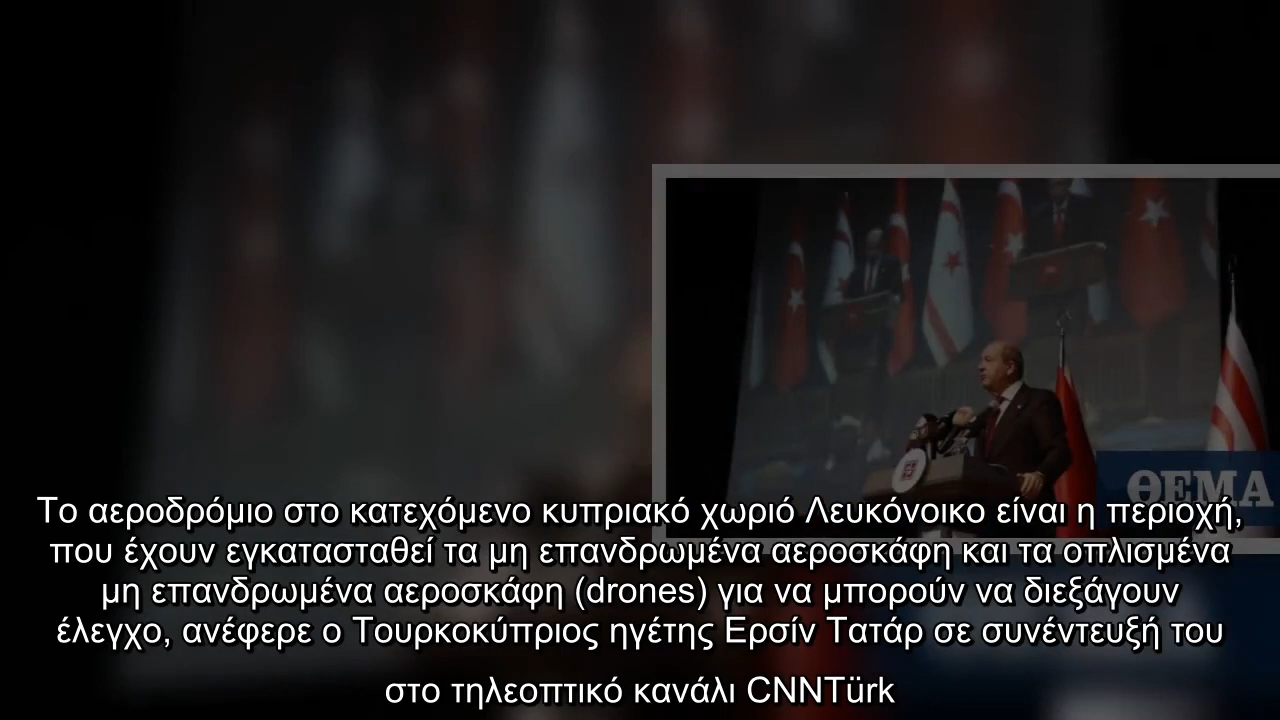 ΘΕΜΑ
Το αεροδρόμιο στο κατεχόμενο κυπριακό χωριό Λευκόνοικο είναι η περιοχή,
που έχουν εγκατασταθεί τα μη επανδρωμένα αεροσκάφη και τα οπλισμένα
μη επανδρωμένα αεροσκάφη (drones) για να μπορούν να διεξάγουν
έλεγχο, ανέφερε ο Τουρκοκύπριος ηγέτης Ερσίν Τατάρ σε συνέντευξή του
στο τηλεοπτικό κανάλι CNNTürk